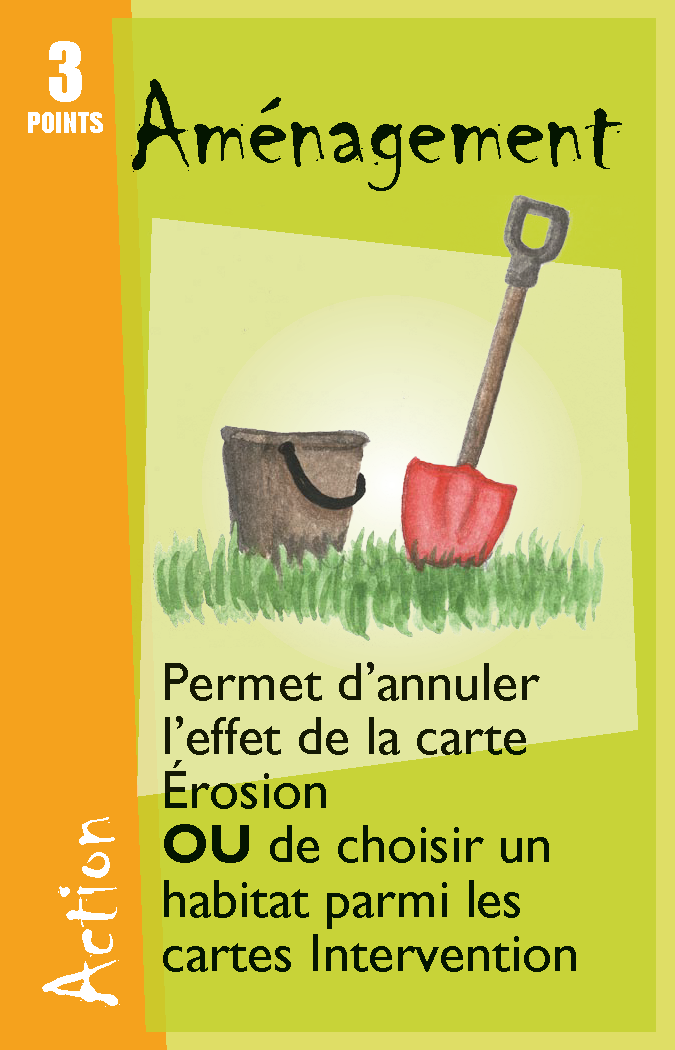 3
POINTS
Aménagement
Permet d’annuler
l’effet de la carte
Érosion
OU de choisir un
habitat parmi les
cartes Intervention
Action